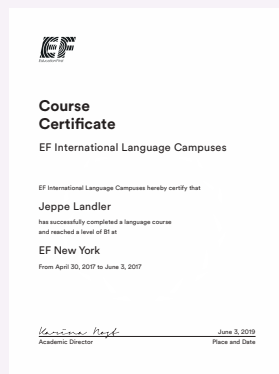 EF
Course
Certificate
EF International Language Campuses
EF International Language Campuses hereby certify that
Jeppe Landler
has successfully completed a language course
and reached a level of B1 at
EF New York
From April 30, 2017 to June 3, 2017
June 3, 2019
Academic Director
Place and Date